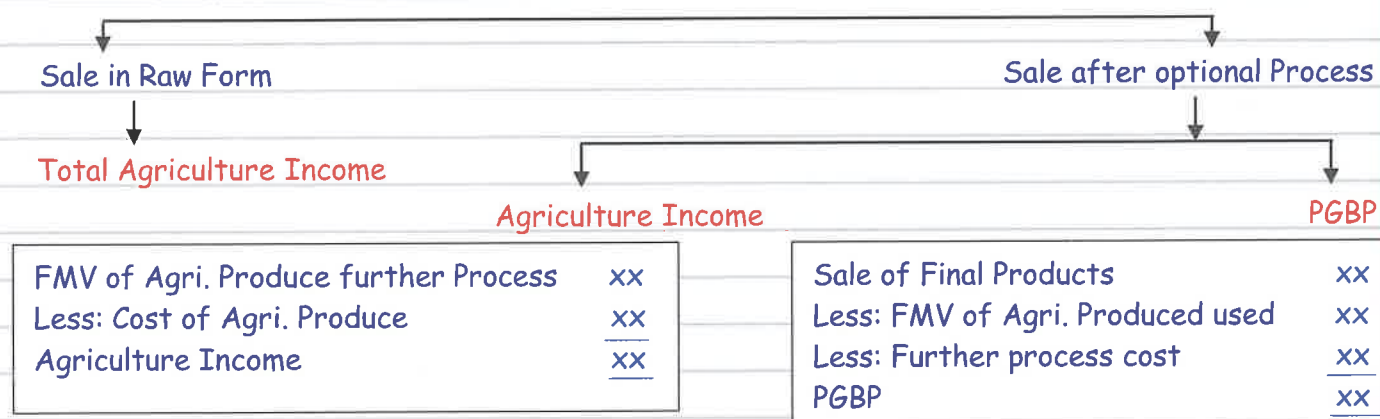 Sale in Raw Form
Sale after optional Process
Total Agriculture Income
Agriculture Income
PGBP
FMV of Agri. Produce further Process xx
Less: Cost of Agri. Produce xx
Agriculture Income xx
Sale of Final Products xx
Less: FMV of Agri. Produced used xx
Less: Further process cost xx
PGBP xx